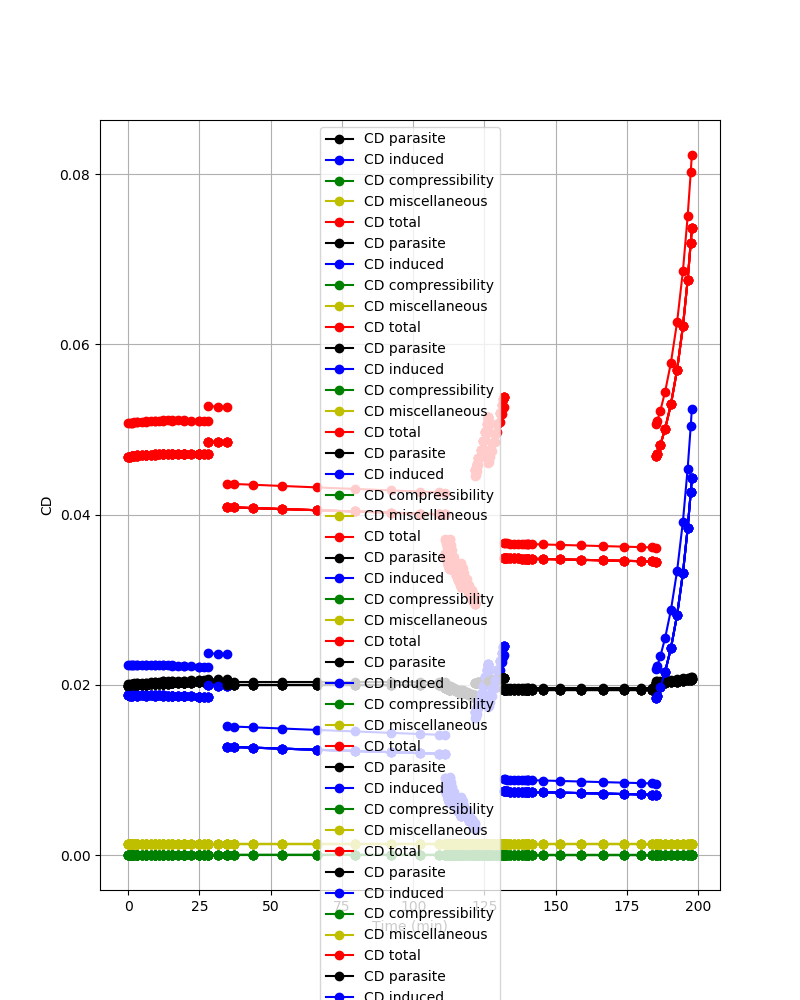 CD parasite
CD induced
CD compressibility
CD miscellaneous
CD total
CD parasite
CD induced
CD compressibility
CD miscellaneous
CD total
CD parasite
CD induced
CD compressibility
CD miscellaneous
CD total
CD parasite
CD induced
CD compressibility
CD miscellaneous
CD total
CD parasite
CD induced
CD compressibility
CD miscellaneous
CD total
CD parasite
CD induced
CD compressibility
CD miscellaneous
CD total
CD parasite
CD induced
CD compressibility
CD miscellaneous
CD total
CD parasite
CD induced
CD compressibility
CD miscellaneous
CD total
CD parasite
CD induced
0.08
0.06
0.04
0.02
0.00
CD
0 25 50 75 100 125 150 175 200
Time (min)